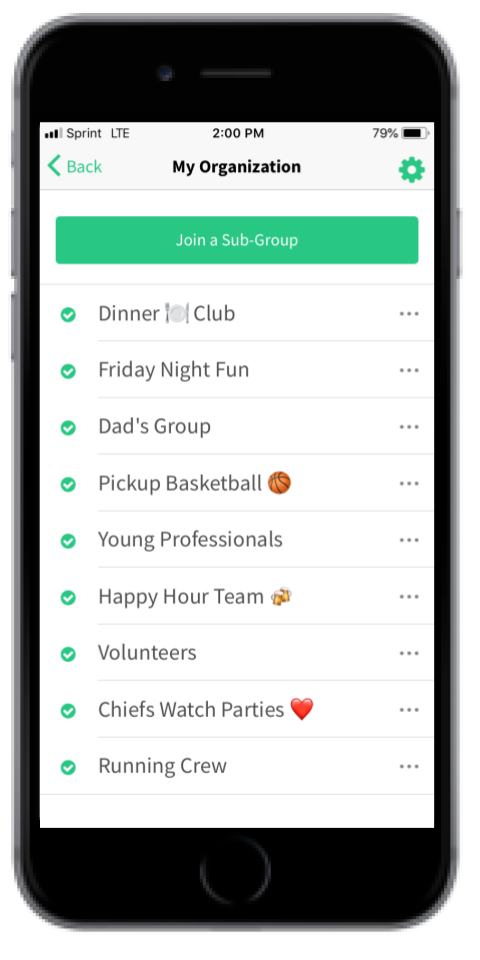 Sprint LTE 2:00 PM 79%
Back My Organization
Join a Sub-Group
Dinner 🍽️ Club
Friday Night Fun
Dad's Group
Pickup Basketball 🏀
Young Professionals
Happy Hour Team 🍻
Volunteers
Chiefs Watch Parties ❤️
Running Crew